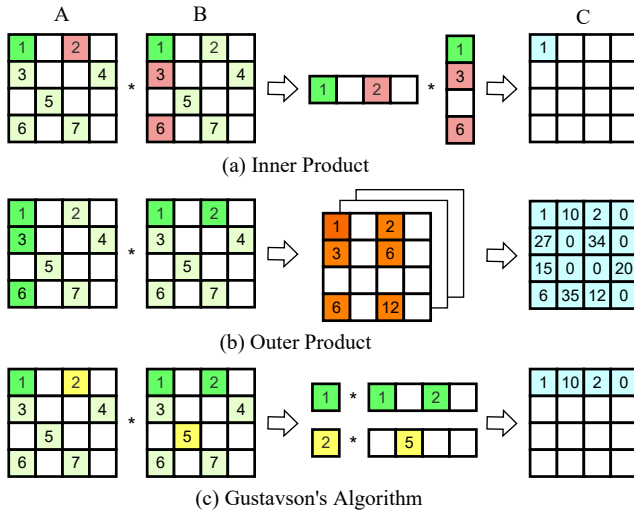 A B C
1 2 1 2 1 1
3 4 3 4 1 2 3
5 * 5 *
6 7 6 7 6
(a) Inner Product
1 2 1 2 1 2 1 10 2 0
3 4 3 4 3 6 27 0 34 0
5 * 5 15 0 0 20
6 7 6 7 6 12 6 35 12 0
(b) Outer Product
1 2 1 2 1 * 1 2 1 10 2 0
3 4 3 4
5 * 5 2 * 5
6 7 6 7
(c) Gustavson's Algorithm